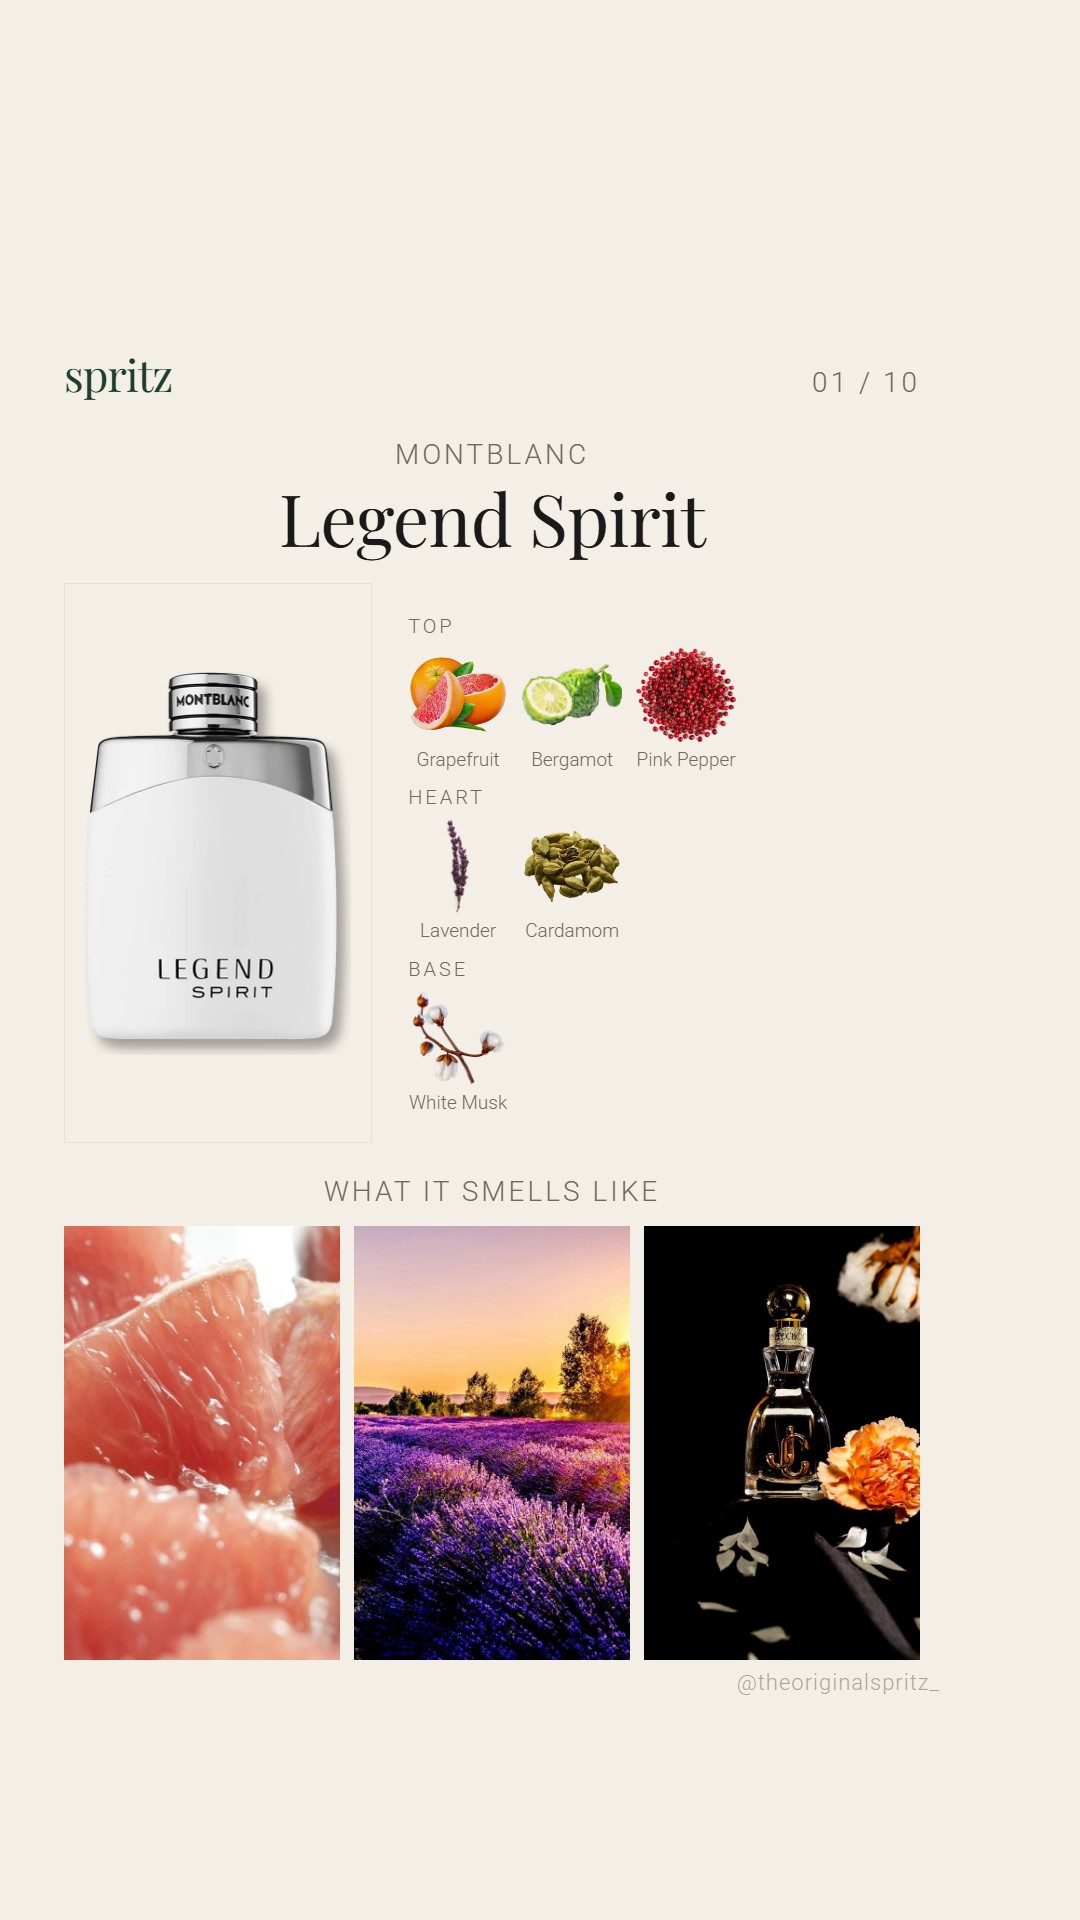 spritz
01 / 10
MONTBLANC
Legend Spirit
MONTBLANC
LEGEND
SPIRIT
TOP
Grapefruit Bergamot Pink Pepper
HEART
Lavender Cardamom
BASE
White Musk
WHAT IT SMELLS LIKE
JC
@theoriginalspritz_